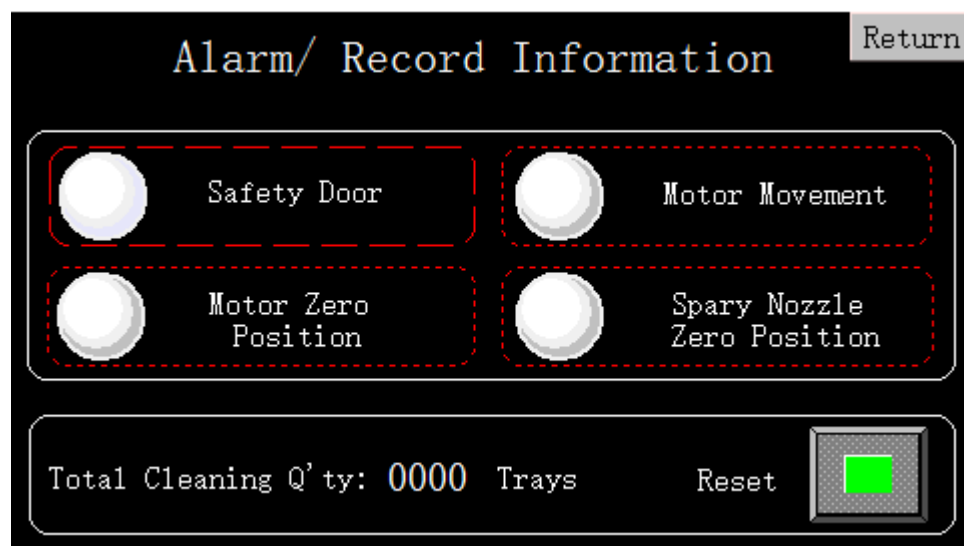 Return
Alarm/ Record Information
Safety Door
Motor Movement
Motor Zero
Position
Spary Nozzle
Zero Position
Total Cleaning Q'ty: 0000 Trays
Reset